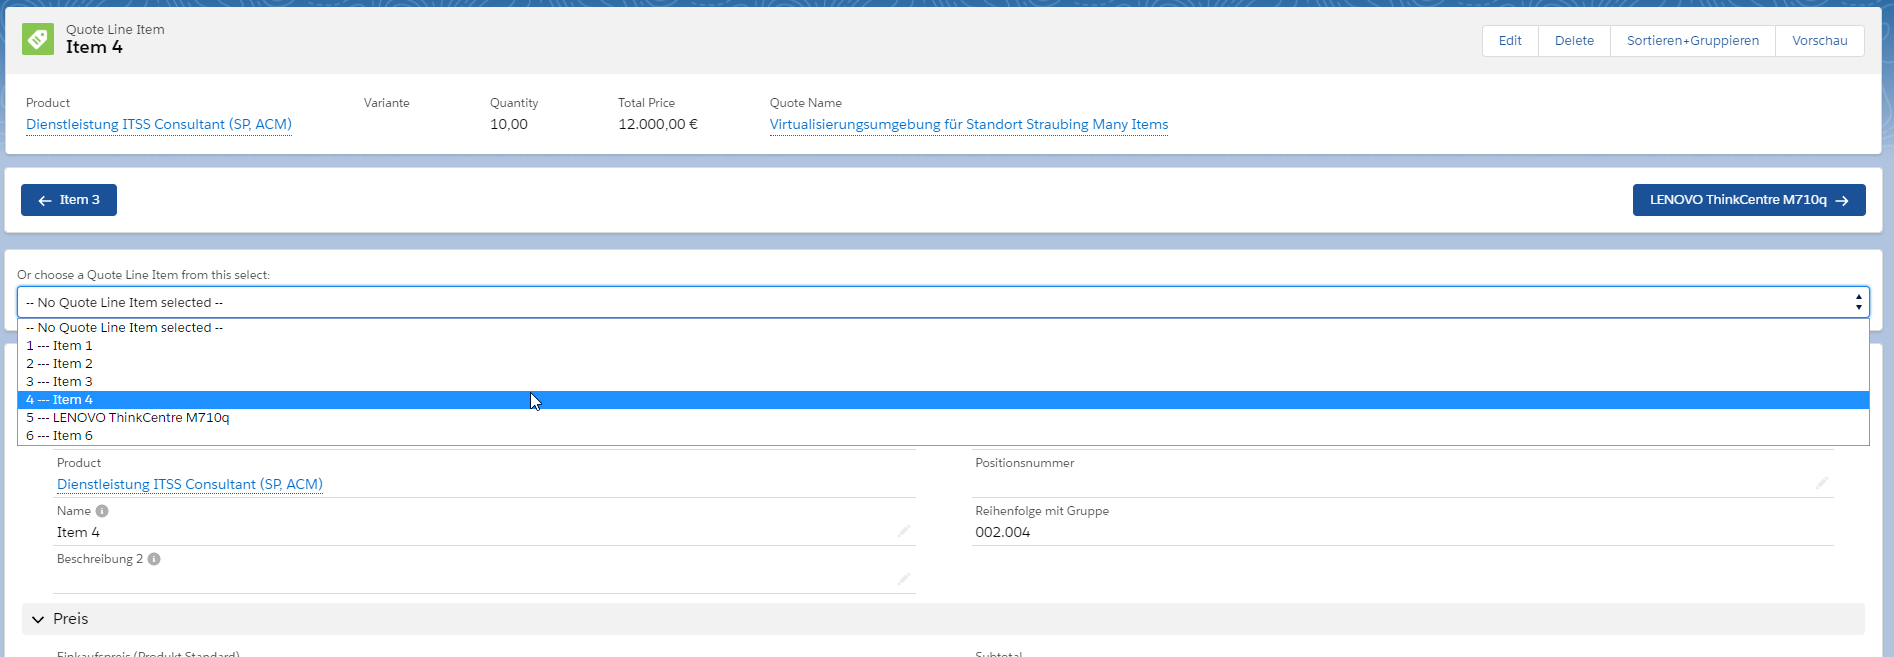 Quote Line Item
Item 4
Edit
Delete
Sortieren+Gruppieren
Vorschau
Product
Variante
Quantity
Total Price
Quote Name
Dienstleistung ITSS Consultant (SP, ACM)
10,00
12.000,00 €
Virtualisierungsumgebung für Standort Straubing Many Items
Item 3
LENOVO ThinkCentre M710q
Or choose a Quote Line Item from this select:
-- No Quote Line Item selected --
-- No Quote Line Item selected --
1 --- Item 1
2 --- Item 2
3 --- Item 3
4 --- Item 4
5 --- LENOVO ThinkCentre M710q
6 --- Item 6
Product
Dienstleistung ITSS Consultant (SP, ACM)
Positionsnummer
Name
Item 4
Reihenfolge mit Gruppe
002.004
Beschreibung 2
Preis
Einkaufspreis (Produkt Standard)
Subtotal